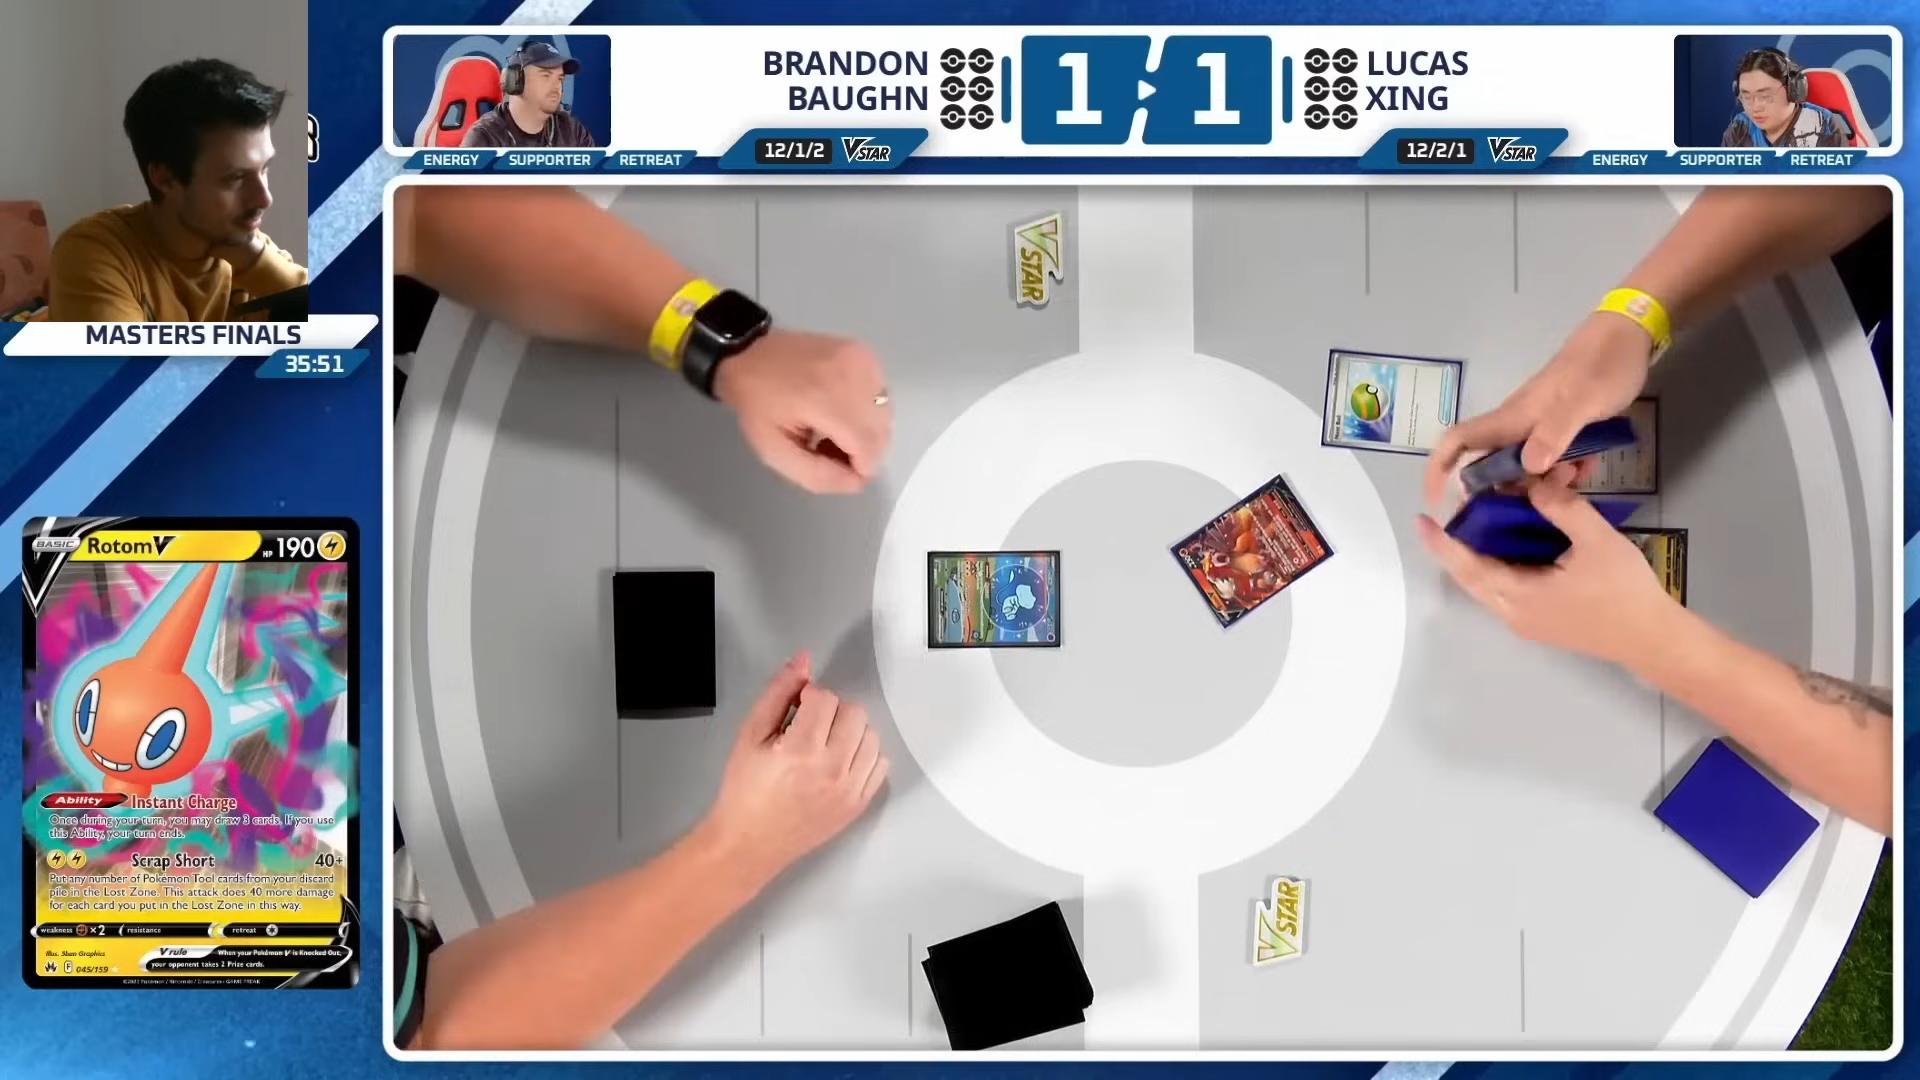 BRANDON
BAUGHN
1
1
LUCAS
XING
12/1/2
VSTAR
12/2/1
VSTAR
ENERGY
SUPPORTER
RETREAT
ENERGY
SUPPORTER
RETREAT
MASTERS FINALS
35:51
VSTAR
VSTAR
Nest Ball
BASIC
Rotom V
HP 190
Ability
Instant Charge
Once during your turn, you may draw 3 cards. If you use
this Ability, your turn ends.
Scrap Short
40+
Put any number of Pokémon Tool cards from your discard
pile in the Lost Zone. This attack does 40 more damage
for each card you put in the Lost Zone in this way.
weakness
×2
resistance
retreat
V rule
When your Pokémon V is Knocked Out,
your opponent takes 2 Prize cards.
F
045/159